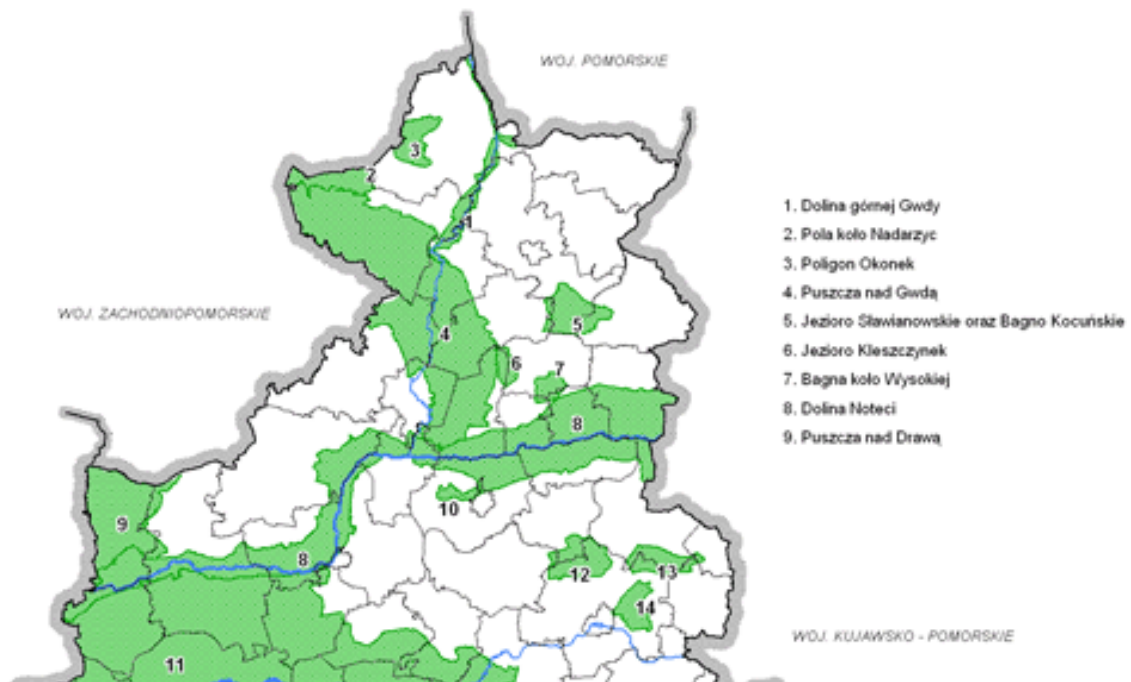 WOJ. POMORSKIE
3
2
1
1. Dolina górnej Gwdy
2. Pola koło Nadarzyc
3. Poligon Okonek
4. Puszcza nad Gwdą
5. Jezioro Sławianowskie oraz Bagno Kocuńskie
6. Jezioro Kleszczynek
7. Bagna koło Wysokiej
8. Dolina Noteci
9. Puszcza nad Drawą
WOJ. ZACHODNIOPOMORSKIE
4
5
6
7
8
9
10
8
12
13
14
WOJ. KUJAWSKO - POMORSKIE
11